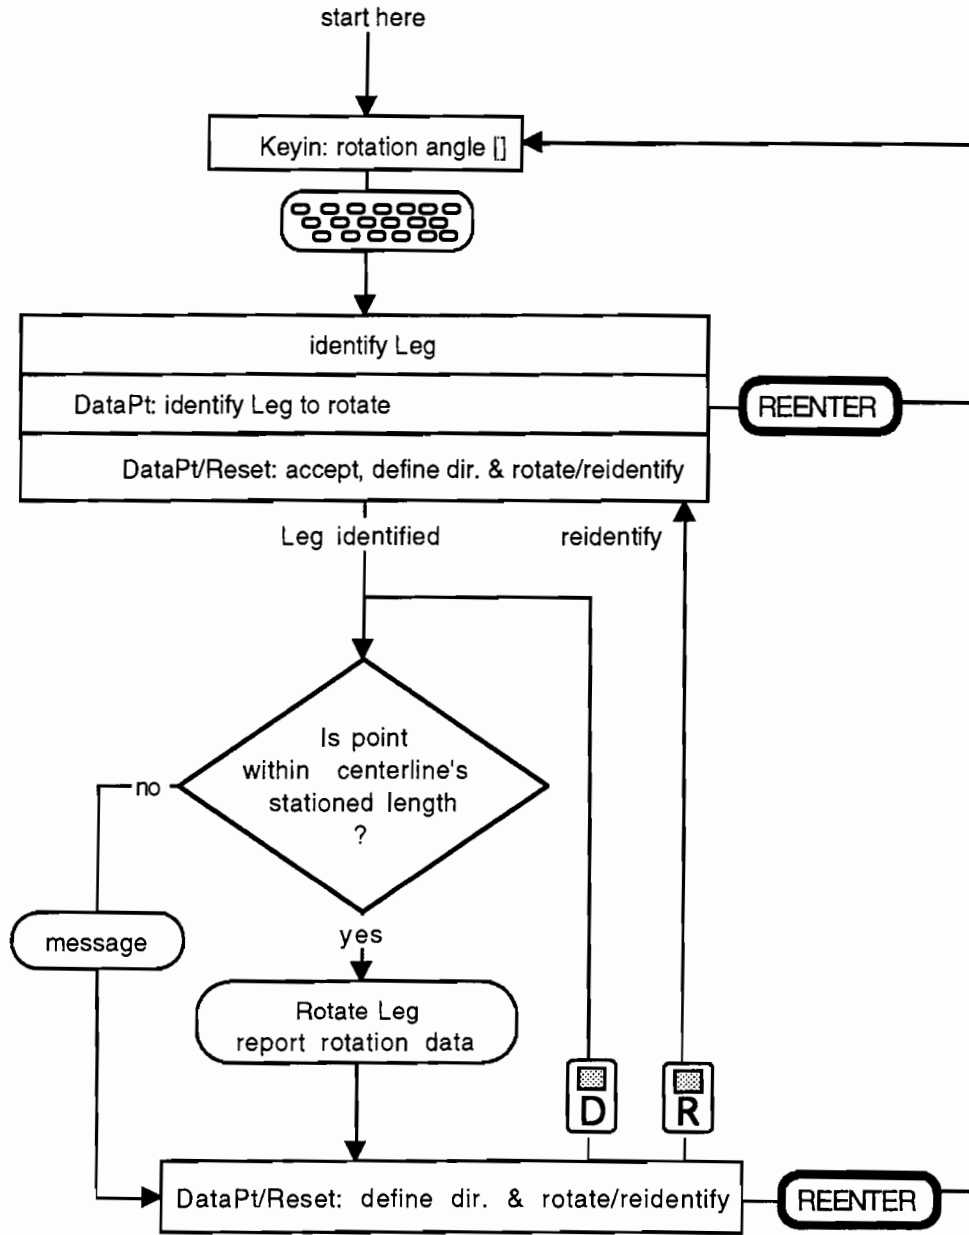 start here
Keyin: rotation angle []
identify Leg
DataPt: identify Leg to rotate
REENTER
DataPt/Reset: accept, define dir. & rotate/reidentify
Leg identified
reidentify
Is point
within centerline's
stationed length
?
no
message
yes
Rotate Leg
report rotation data
D
R
DataPt/Reset: define dir. & rotate/reidentify
REENTER